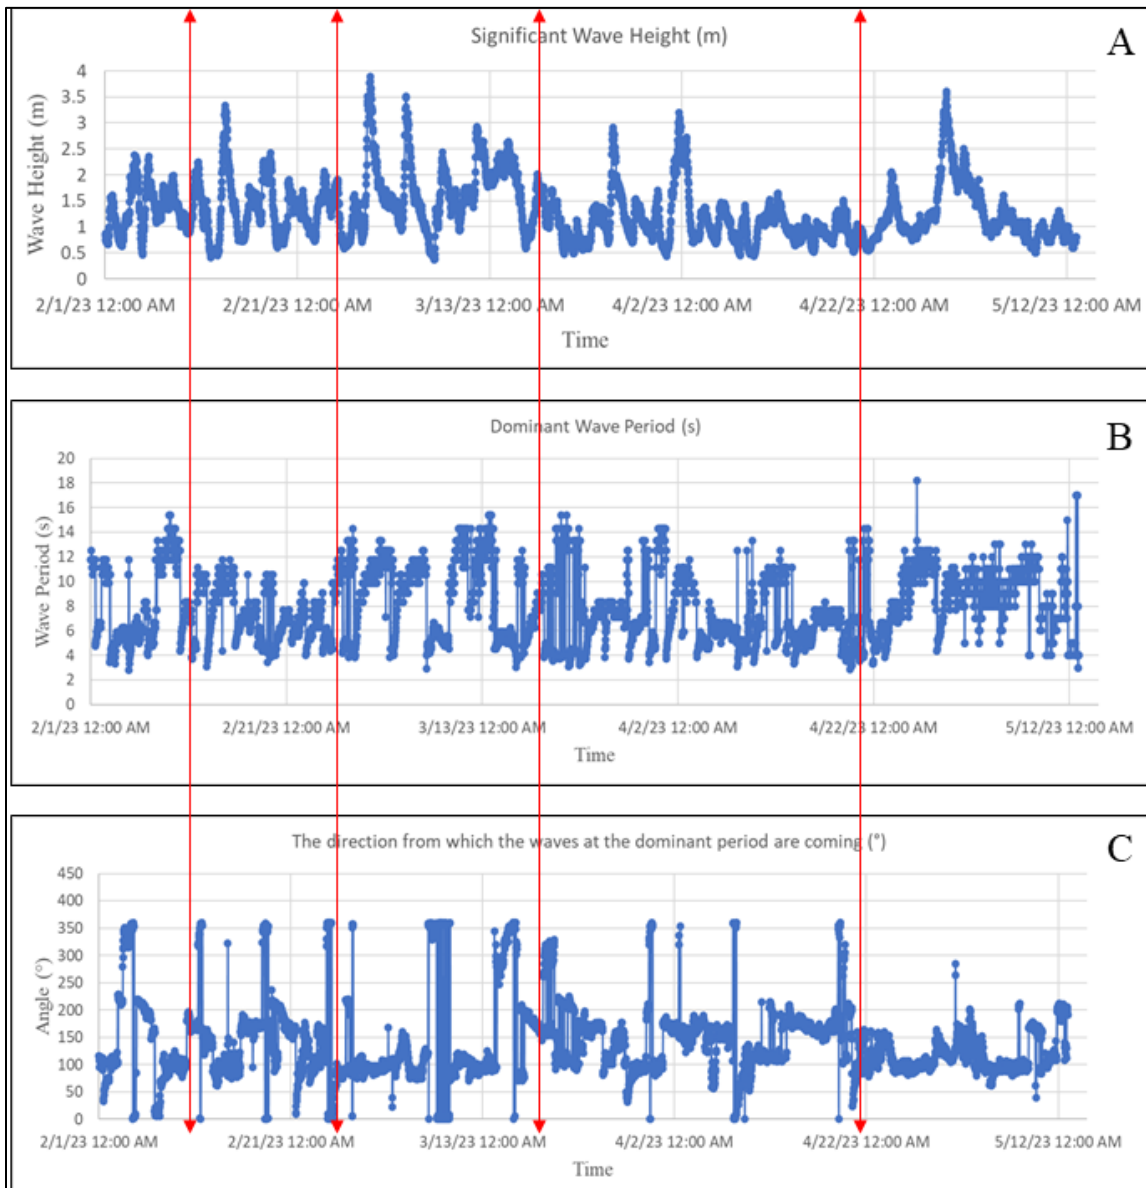 Significant Wave Height (m)
A
Wave Height (m)
4
3.5
3
2.5
2
1.5
1
0.5
0
2/1/23 12:00 AM 2/21/23 12:00 AM 3/13/23 12:00 AM 4/2/23 12:00 AM 4/22/23 12:00 AM 5/12/23 12:00 AM
Time
Dominant Wave Period (s)
B
Wave Period (s)
20
18
16
14
12
10
8
6
4
2
0
2/1/23 12:00 AM 2/21/23 12:00 AM 3/13/23 12:00 AM 4/2/23 12:00 AM 4/22/23 12:00 AM 5/12/23 12:00 AM
Time
The direction from which the waves at the dominant period are coming (°)
C
Angle (°)
450
400
350
300
250
200
150
100
50
0
2/1/23 12:00 AM 2/21/23 12:00 AM 3/13/23 12:00 AM 4/2/23 12:00 AM 4/22/23 12:00 AM 5/12/23 12:00 AM
Time